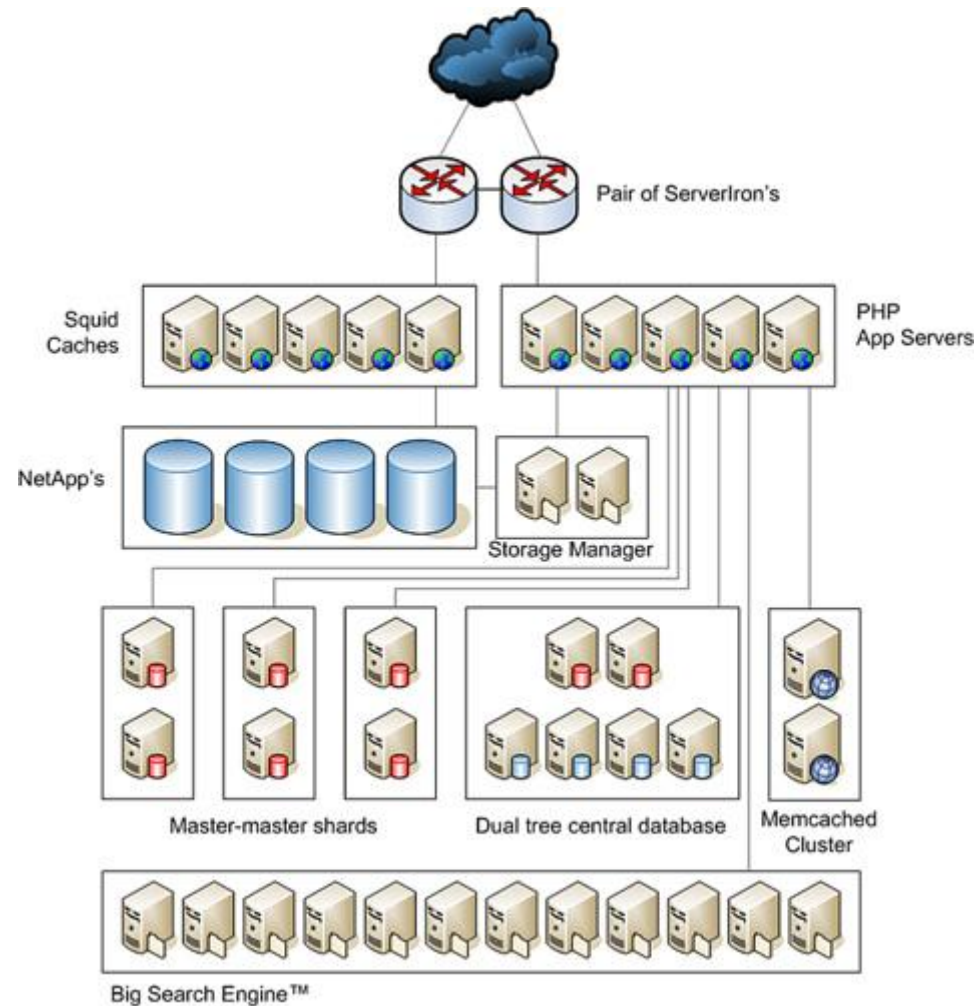 Pair of ServerIron's
Squid
Caches
PHP
App Servers
NetApp's
Storage Manager
Master-master shards
Dual tree central database
Memcached
Cluster
Big Search Engine™